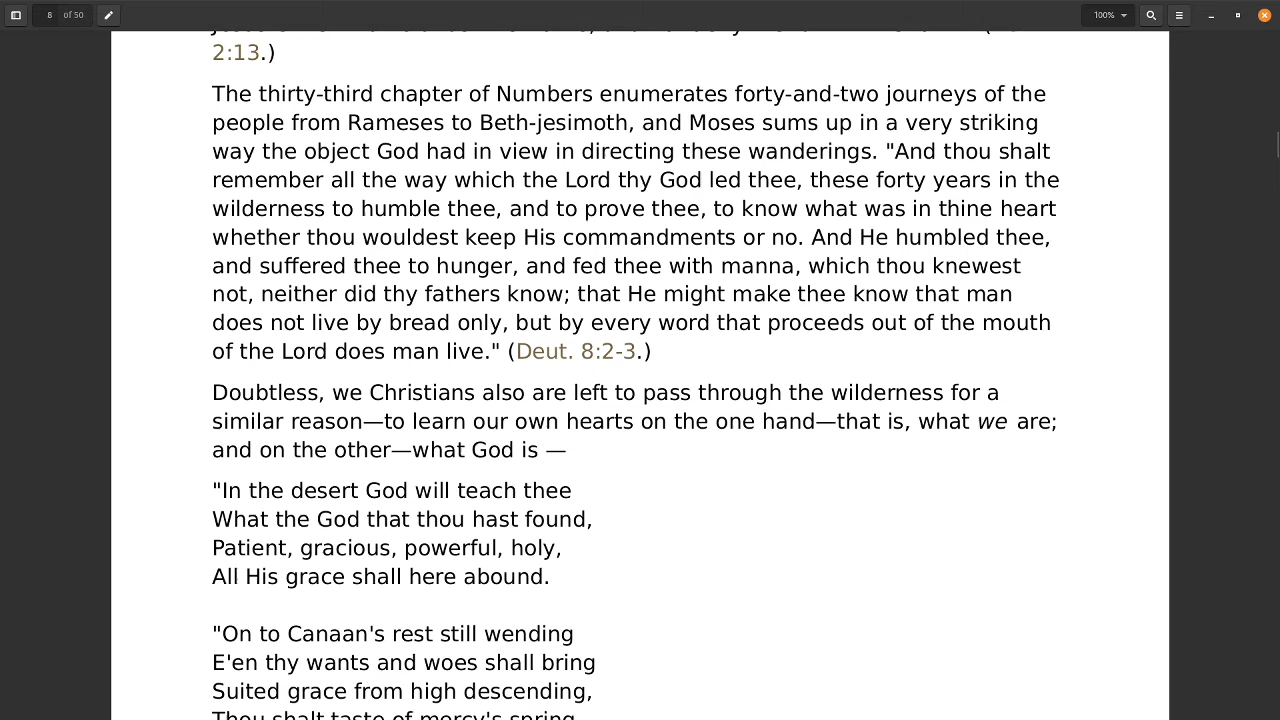 8 of 50
100%
2:13.)
The thirty-third chapter of Numbers enumerates forty-and-two journeys of the
people from Rameses to Beth-jesimoth, and Moses sums up in a very striking
way the object God had in view in directing these wanderings. "And thou shalt
remember all the way which the Lord thy God led thee, these forty years in the
wilderness to humble thee, and to prove thee, to know what was in thine heart
whether thou wouldest keep His commandments or no. And He humbled thee,
and suffered thee to hunger, and fed thee with manna, which thou knewest
not, neither did thy fathers know; that He might make thee know that man
does not live by bread only, but by every word that proceeds out of the mouth
of the Lord does man live." (Deut. 8:2-3.)
Doubtless, we Christians also are left to pass through the wilderness for a
similar reason—to learn our own hearts on the one hand—that is, what we are;
and on the other—what God is —
"In the desert God will teach thee
What the God that thou hast found,
Patient, gracious, powerful, holy,
All His grace shall here abound.
"On to Canaan's rest still wending
E'en thy wants and woes shall bring
Suited grace from high descending,
Thou shalt taste of mercy's spring